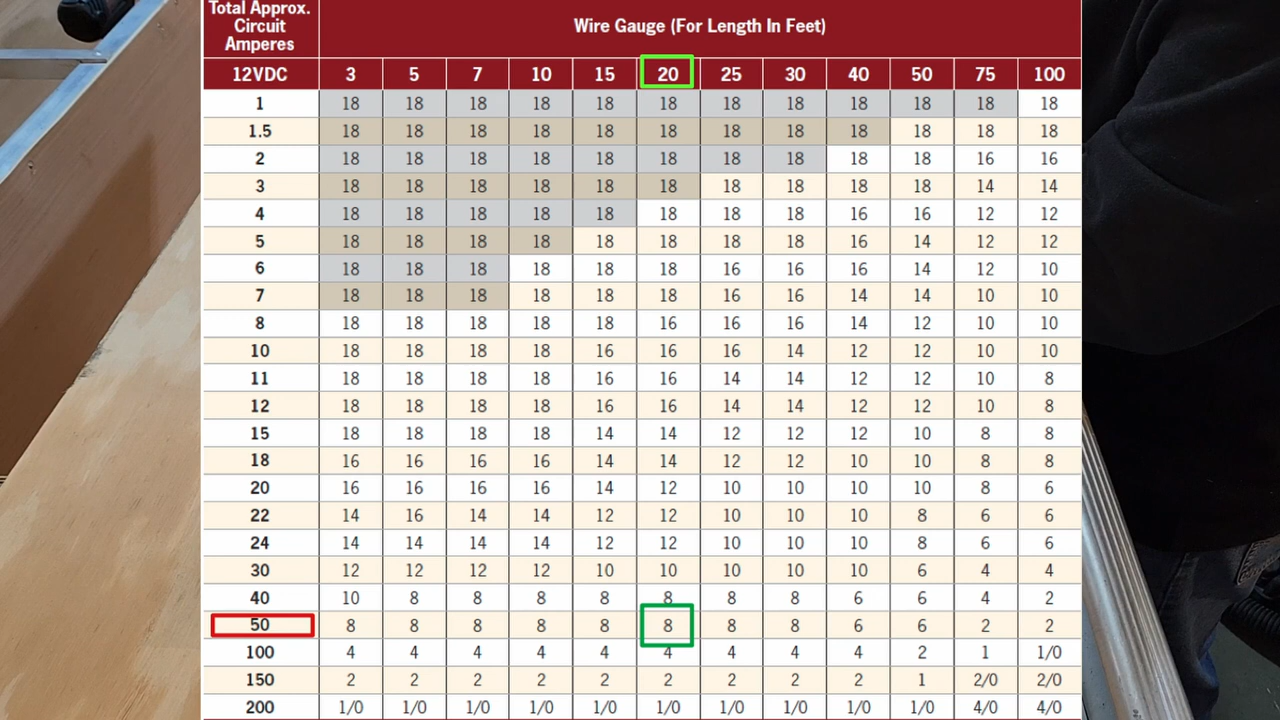 Total Approx.
Circuit
Amperes
Wire Gauge (For Length In Feet)
12VDC 3 5 7 10 15 20 25 30 40 50 75 100
1 18 18 18 18 18 18 18 18 18 18 18 18
1.5 18 18 18 18 18 18 18 18 18 18 18 18
2 18 18 18 18 18 18 18 18 18 18 16 16
3 18 18 18 18 18 18 18 18 18 18 14 14
4 18 18 18 18 18 18 18 18 16 16 12 12
5 18 18 18 18 18 18 18 18 16 14 12 12
6 18 18 18 18 18 18 16 16 16 14 12 10
7 18 18 18 18 18 18 16 16 14 14 10 10
8 18 18 18 18 18 16 16 16 14 12 10 10
10 18 18 18 18 16 16 16 14 12 12 10 10
11 18 18 18 18 16 16 14 14 12 12 10 8
12 18 18 18 18 16 16 14 14 12 12 10 8
15 18 18 18 18 14 14 12 12 12 10 8 8
18 16 16 16 16 14 14 12 12 10 10 8 8
20 16 16 16 16 14 12 10 10 10 10 8 6
22 14 16 14 14 12 12 10 10 10 8 6 6
24 14 14 14 14 12 12 10 10 10 8 6 6
30 12 12 12 12 10 10 10 10 10 6 4 4
40 10 8 8 8 8 8 8 8 6 6 4 2
50 8 8 8 8 8 8 8 8 6 6 2 2
100 4 4 4 4 4 4 4 4 4 2 1 1/0
150 2 2 2 2 2 2 2 2 2 1 2/0 2/0
200 1/0 1/0 1/0 1/0 1/0 1/0 1/0 1/0 1/0 1/0 4/0 4/0